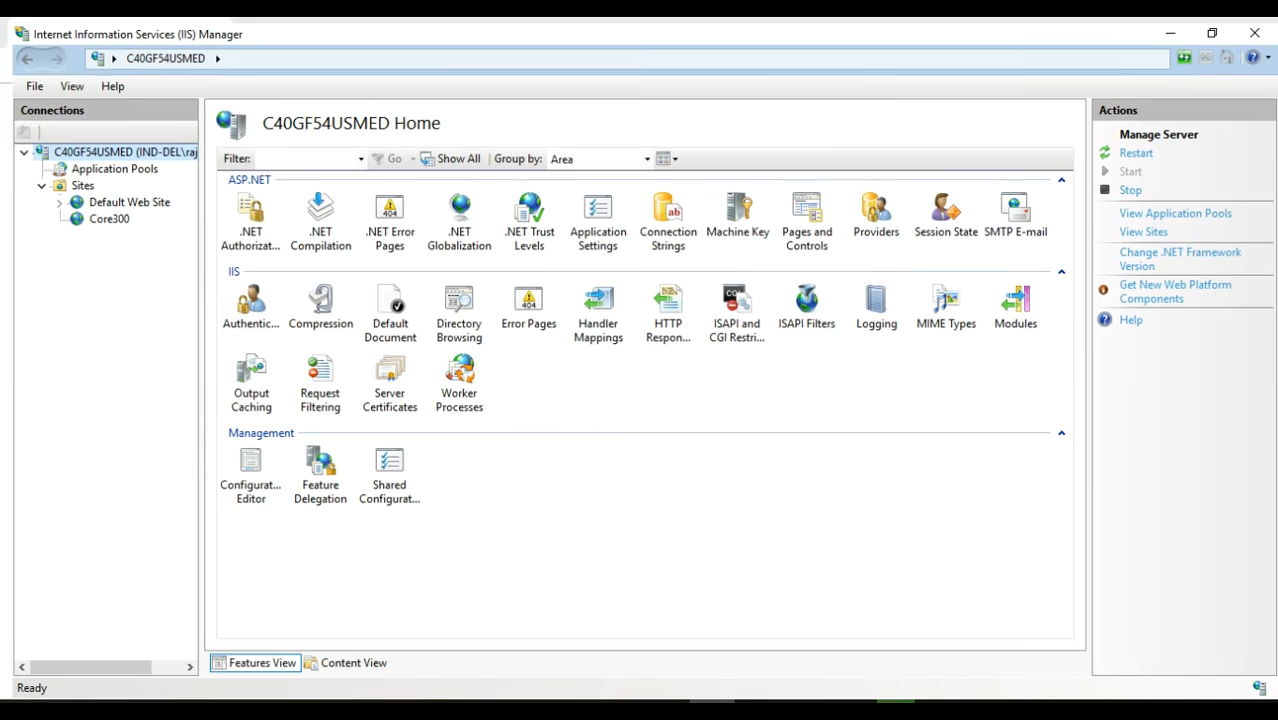 Internet Information Services (IIS) Manager
C40GF54USMED
File View Help
Connections
C40GF54USMED (IND-DEL\raj
Application Pools
Sites
Default Web Site
Core300
C40GF54USMED Home
Filter: Go Show All Group by: Area
ASP.NET
.NET Authorizat...
.NET Compilation
.NET Error Pages
.NET Globalization
.NET Trust Levels
Application Settings
Connection Strings
Machine Key
Pages and Controls
Providers
Session State
SMTP E-mail
IIS
Authentic...
Compression
Default Document
Directory Browsing
Error Pages
Handler Mappings
HTTP Respon...
ISAPI and CGI Restri...
ISAPI Filters
Logging
MIME Types
Modules
Output Caching
Request Filtering
Server Certificates
Worker Processes
Management
Configurat... Editor
Feature Delegation
Shared Configurat...
Features View
Content View
Actions
Manage Server
Restart
Start
Stop
View Application Pools
View Sites
Change .NET Framework
Version
Get New Web Platform
Components
Help
Ready